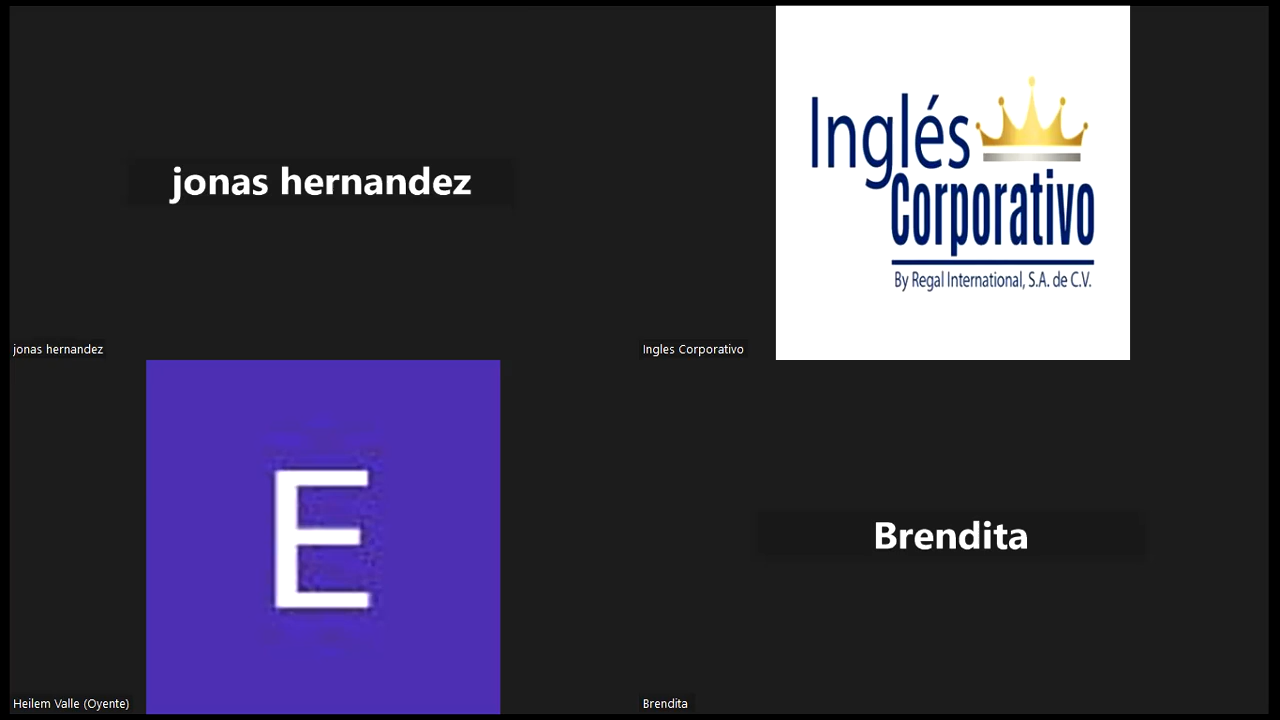 jonas hernandez
jonas hernandez
Inglés
Corporativo
By Regal International, S.A. de C.V.
Ingles Corporativo
E
Heilem Valle (Oyente)
Brendita
Brendita